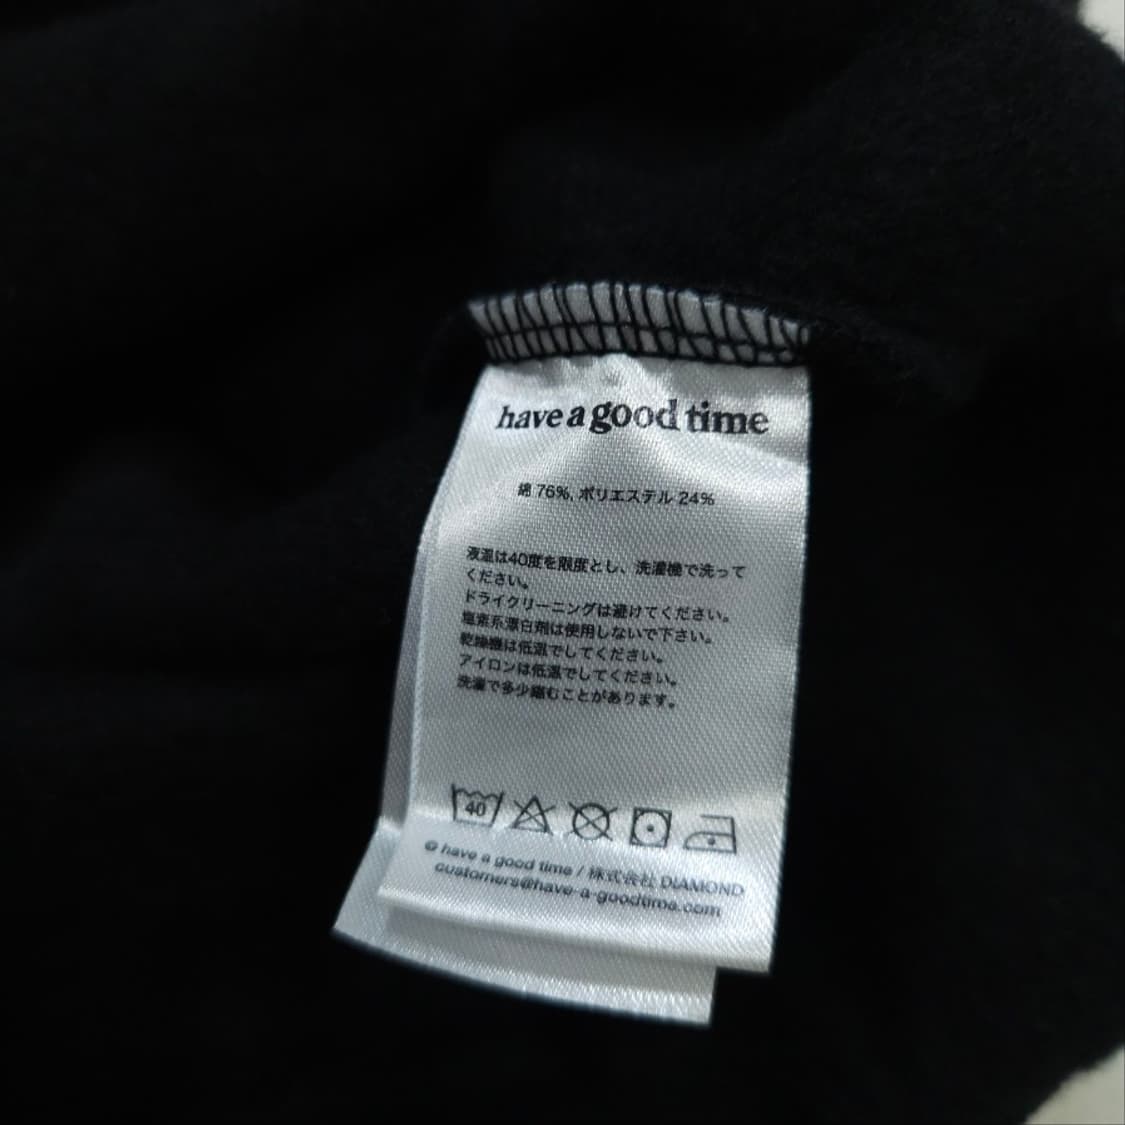 have a good time
綿 76%, ポリエステル 24%
液温は40度を限度とし、洗濯機で洗って
ください。
ドライクリーニングは避けてください。
塩素系漂白剤は使用しないで下さい。
乾燥機は低温でしてください。
アイロンは低温でしてください。
洗濯で多少縮むことがあります。
40
© have a good time / 株式会社 DIAMOND
customers@have-a-goodtime.com